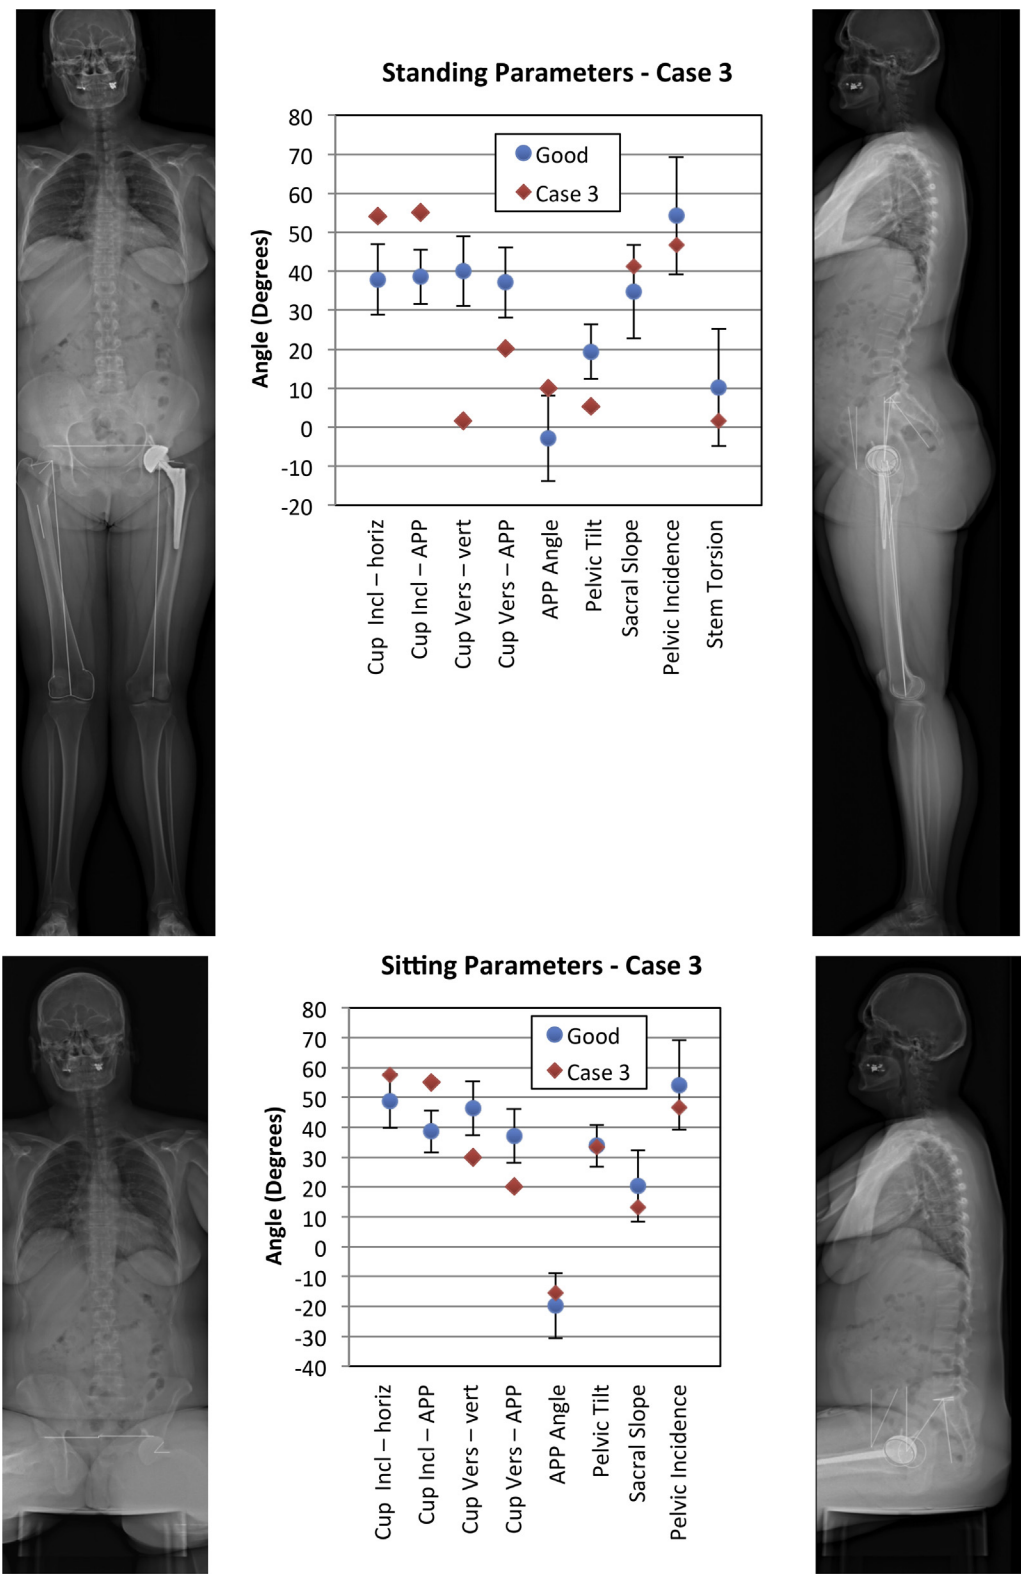 Standing Parameters - Case 3
80
70
60
50
40
30
20
10
0
-10
-20
Angle (Degrees)
Good
Case 3
Cup Incl – horiz
Cup Incl – APP
Cup Vers – vert
Cup Vers – APP
APP Angle
Pelvic Tilt
Sacral Slope
Pelvic Incidence
Stem Torsion
Sitting Parameters - Case 3
80
70
60
50
40
30
20
10
0
-10
-20
-30
-40
Angle (Degrees)
Good
Case 3
Cup Incl – horiz
Cup Incl – APP
Cup Vers – vert
Cup Vers – APP
APP Angle
Pelvic Tilt
Sacral Slope
Pelvic Incidence